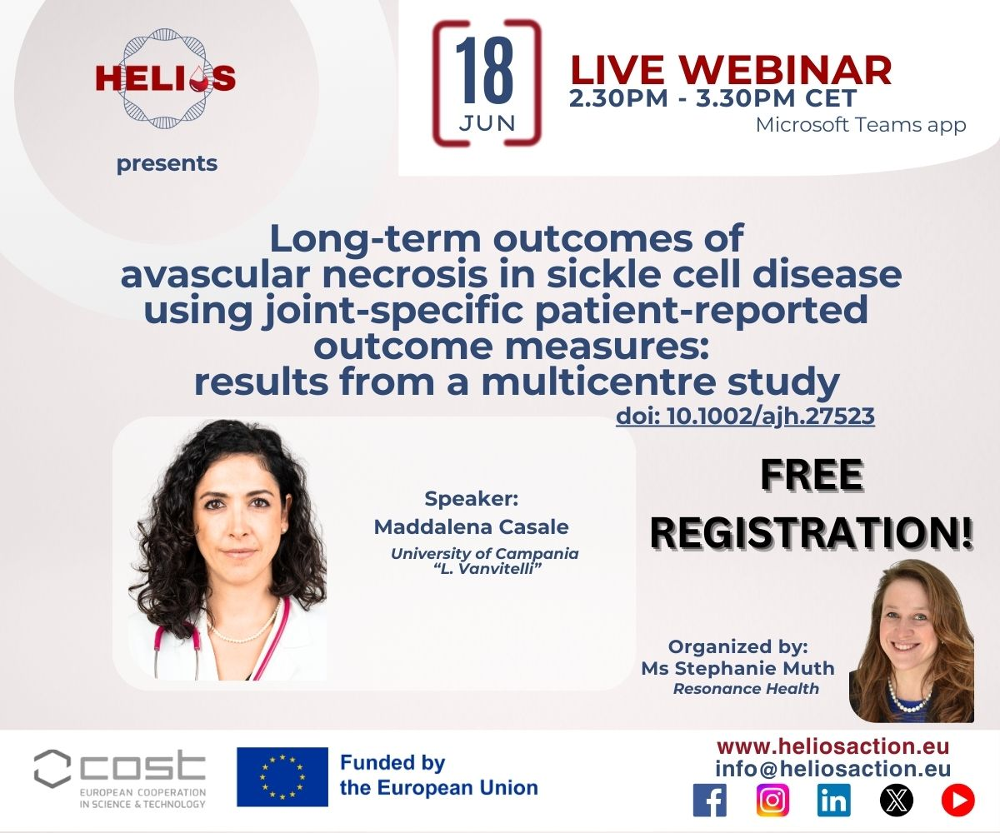 HELIOS
presents
18
JUN
LIVE WEBINAR
2.30PM - 3.30PM CET
Microsoft Teams app
Long-term outcomes of
avascular necrosis in sickle cell disease
using joint-specific patient-reported
outcome measures:
results from a multicentre study
doi: 10.1002/ajh.27523
Speaker:
Maddalena Casale
University of Campania
“L. Vanvitelli”
FREE
REGISTRATION!
Organized by:
Ms Stephanie Muth
Resonance Health
cost
EUROPEAN COOPERATION
IN SCIENCE & TECHNOLOGY
Funded by
the European Union
www.heliosaction.eu
info@heliosaction.eu